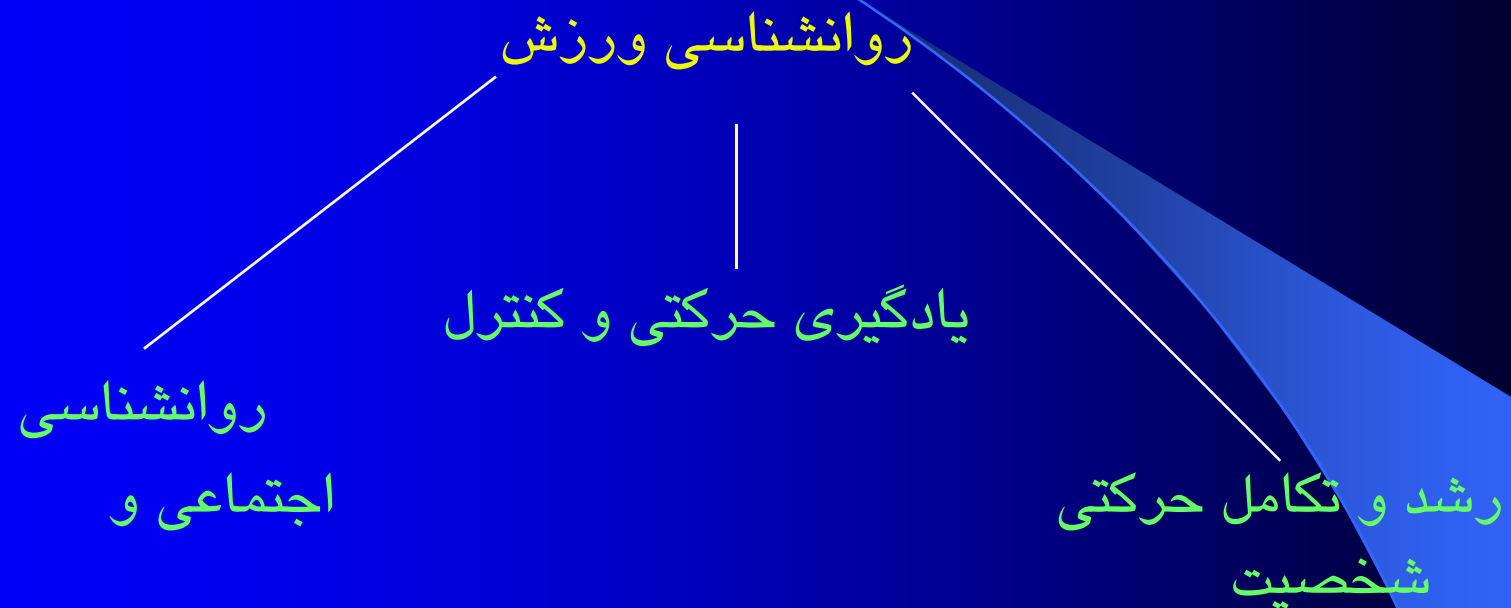 روانشناسی ورزش
یادگیری حرکتی و کنترل
رشد و تکامل حرکتی
روانشناسی
اجتماعی و
شخصیت